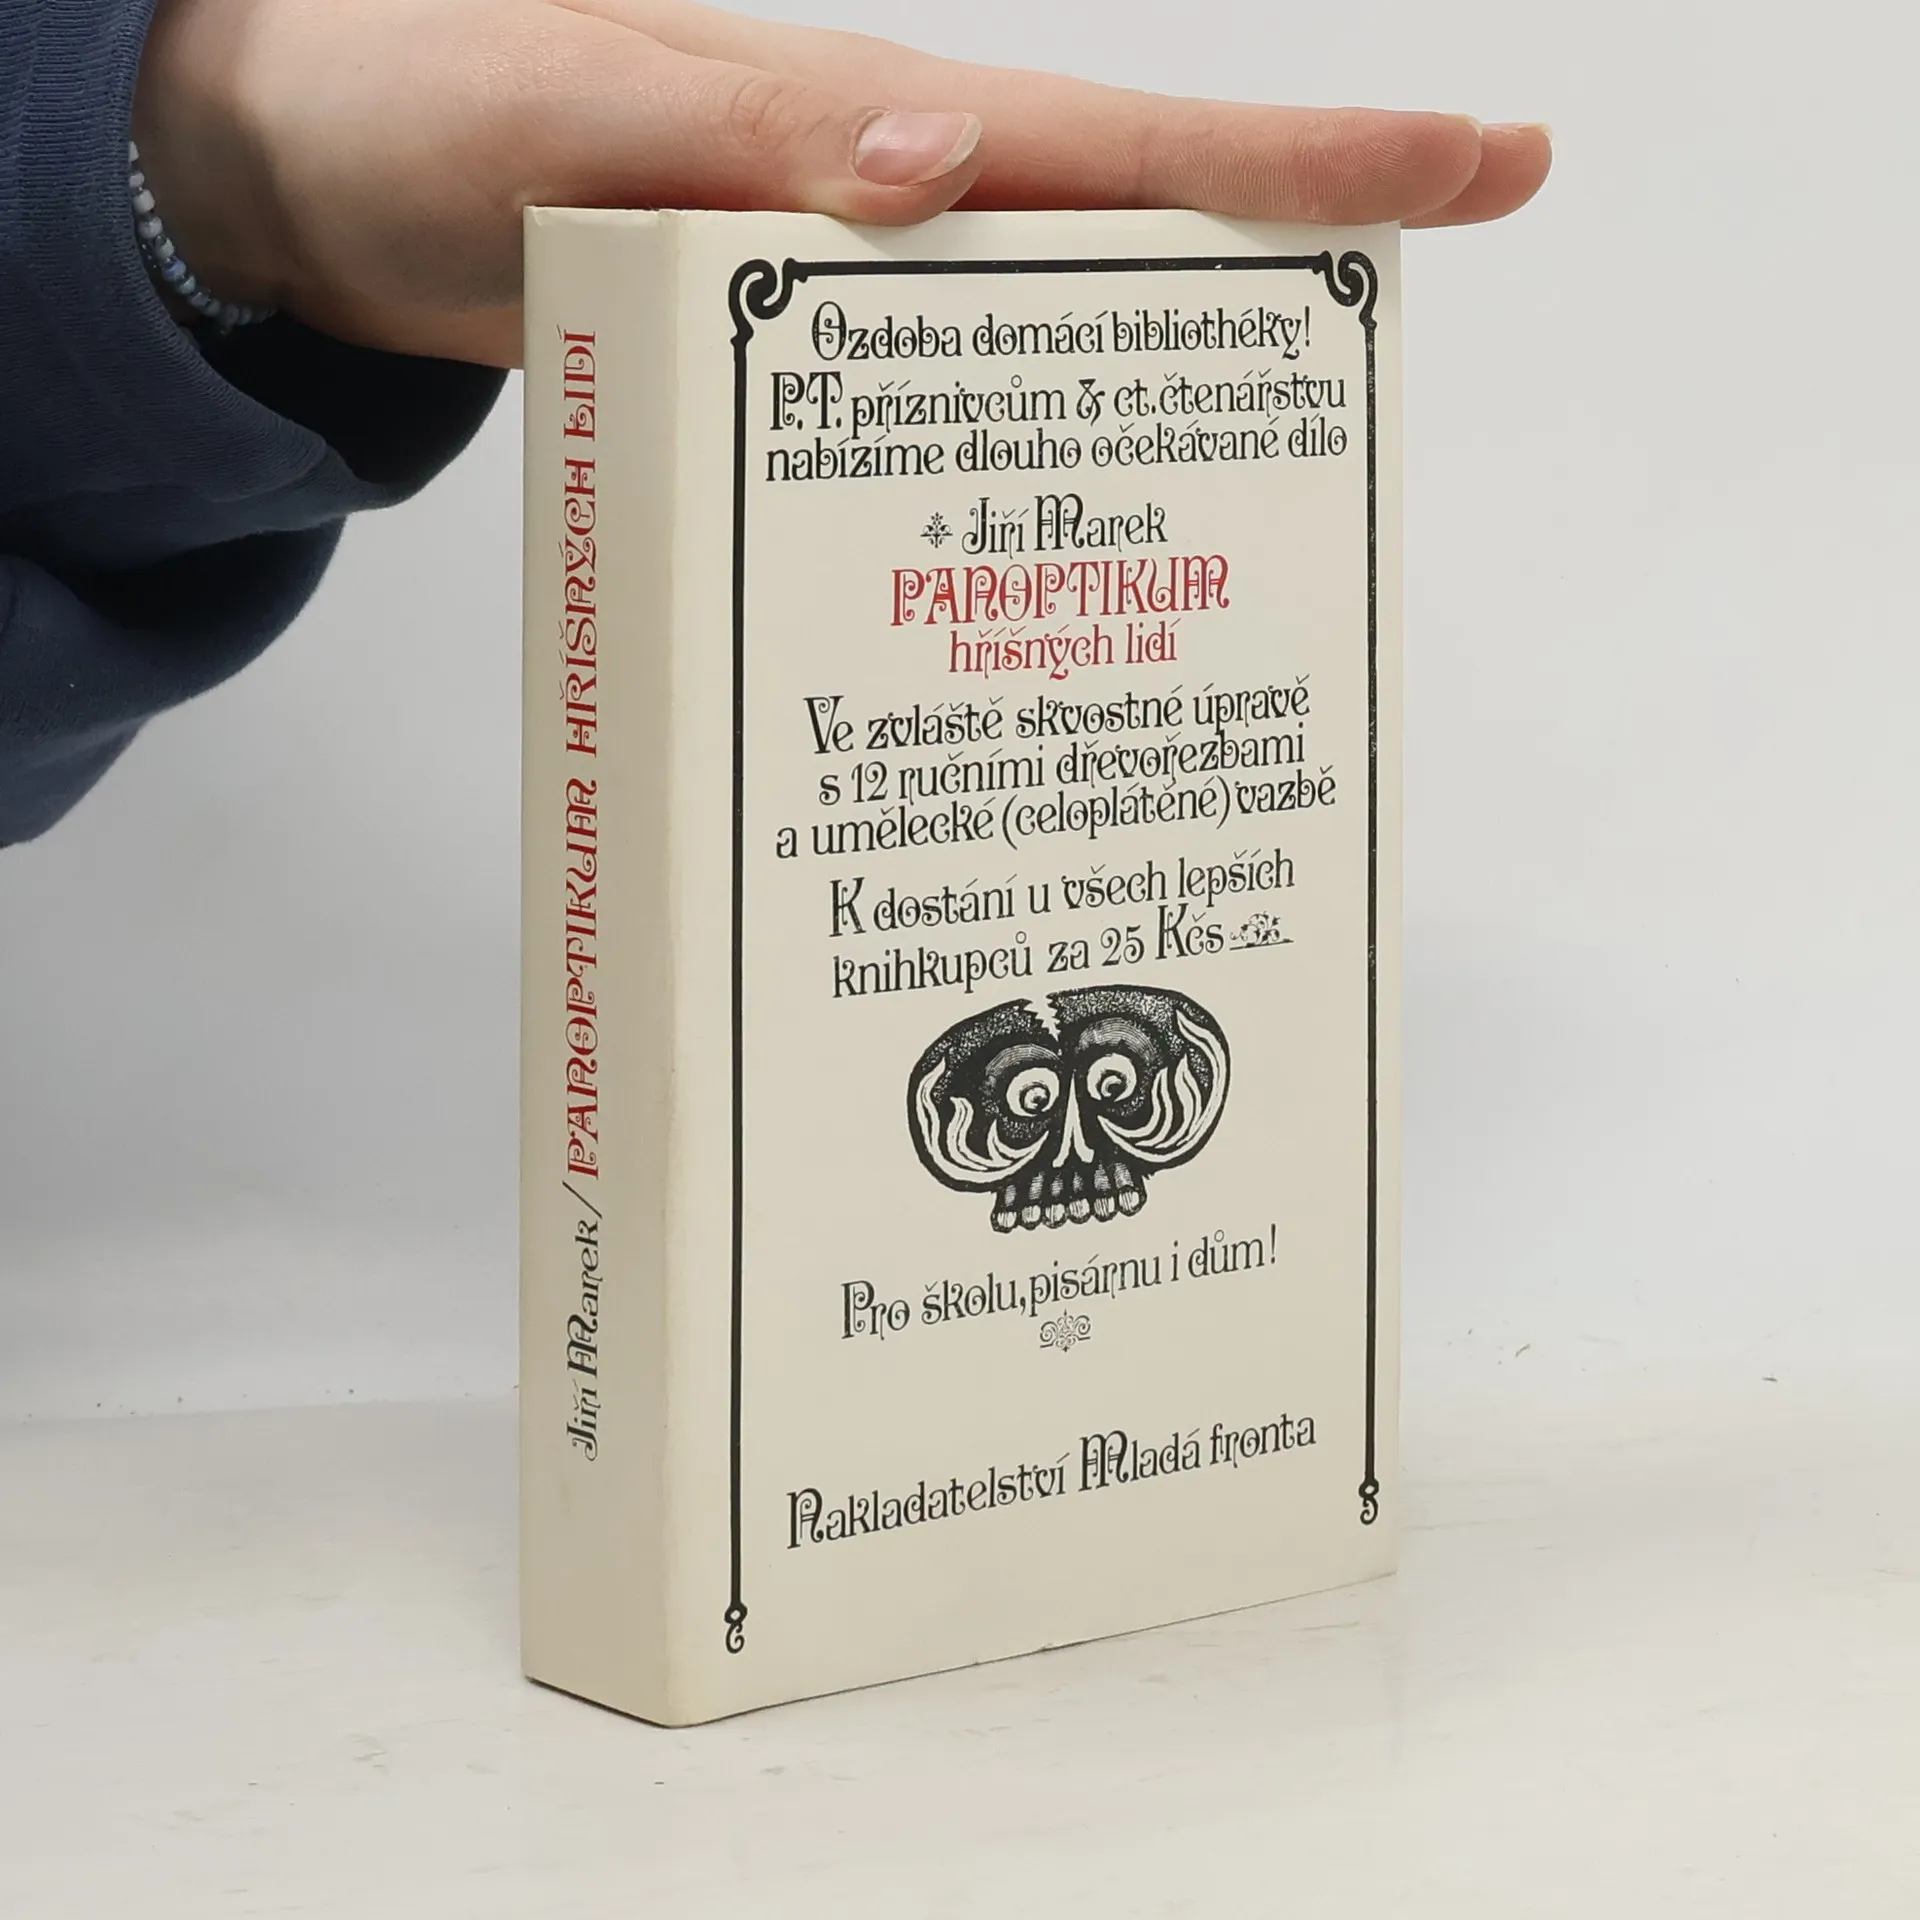 Jiří Marek/PANOPTIKUM HŘÍŠNÝCH LIDÍ
Ozdoba domácí bibliothéky!
P.T. příznivcům & ct. čtenářstvu
nabízíme dlouho očekávané dílo
Jiří Marek
PANOPTIKUM
hříšných lidí
Ve zvláště skvostné úpravě
s 12 ručními dřevořezbami
a umělecké (celoplátěné) vazbě
K dostání u všech lepších
knihkupců za 25 Kčs
Pro školu, pisárnu i dům!
Nakladatelství Mladá fronta